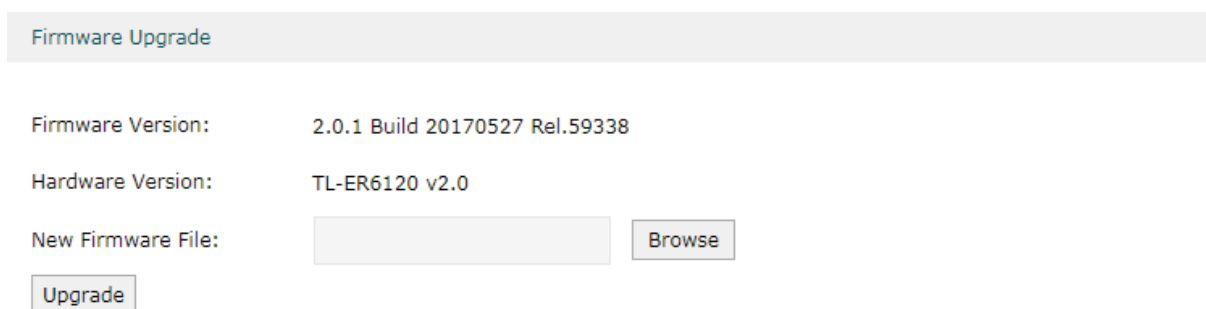 Firmware Upgrade
Firmware Version: 2.0.1 Build 20170527 Rel.59338
Hardware Version: TL-ER6120 v2.0
New Firmware File: Browse
Upgrade